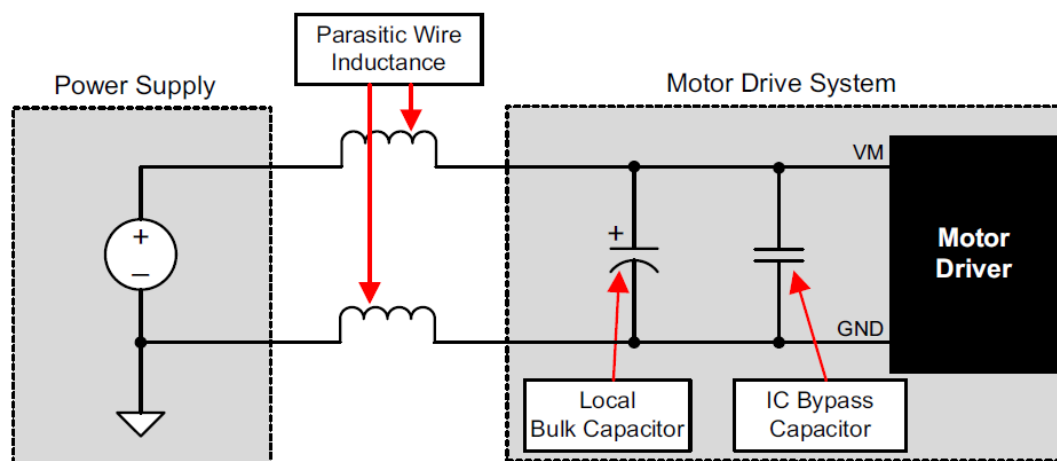 Parasitic Wire
Inductance
Power Supply
Motor Drive System
VM
+
–
+
Motor
Driver
GND
Local
Bulk Capacitor
IC Bypass
Capacitor